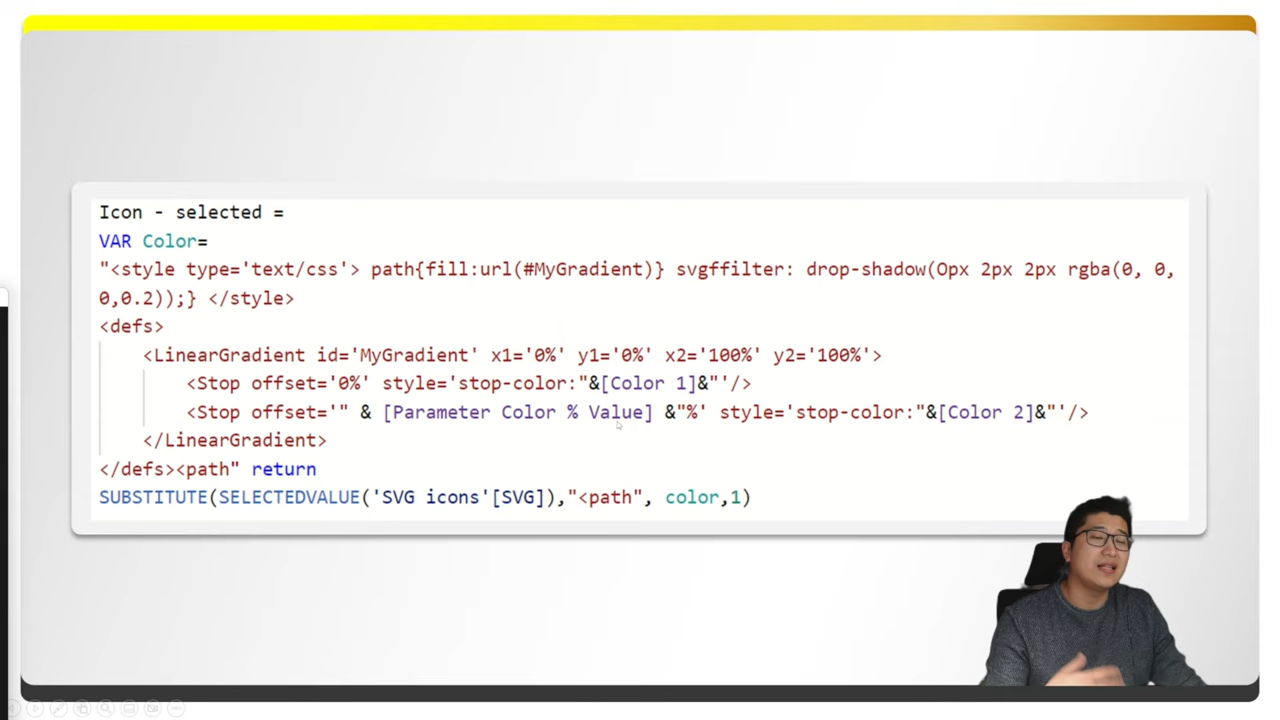 Icon - selected =
VAR Color=
"<style type='text/css'> path{fill:url(#MyGradient)} svgffilter: drop-shadow(0px 2px 2px rgba(0, 0,
0,0.2));} </style>
<defs>
<LinearGradient id='MyGradient' x1='0%' y1='0%' x2='100%' y2='100%'>
<Stop offset='0%' style='stop-color:"&[Color 1]&"'/>
<Stop offset='" & [Parameter Color % Value] &"%' style='stop-color:"&[Color 2]&"'/>
</LinearGradient>
</defs><path" return
SUBSTITUTE(SELECTEDVALUE('SVG icons'[SVG]),"<path", color,1)